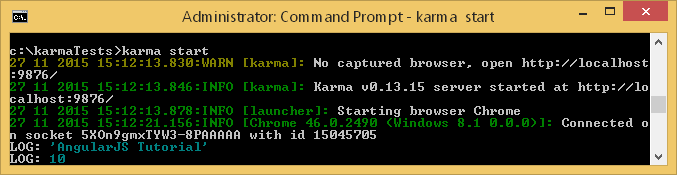 Administrator: Command Prompt - karma start
c:\karmaTests>karma start
27 11 2015 15:12:13.830:WARN [karma]: No captured browser, open http://localhost
:9876/
27 11 2015 15:12:13.846:INFO [karma]: Karma v0.13.15 server started at http://lo
calhost:9876/
27 11 2015 15:12:13.878:INFO [launcher]: Starting browser Chrome
27 11 2015 15:12:21.156:INFO [Chrome 46.0.2490 (Windows 8.1 0.0.0)]: Connected o
n socket 5XOn9gmxTYW3-8PAAAAA with id 15045705
LOG: 'AngularJS Tutorial'
LOG: 10